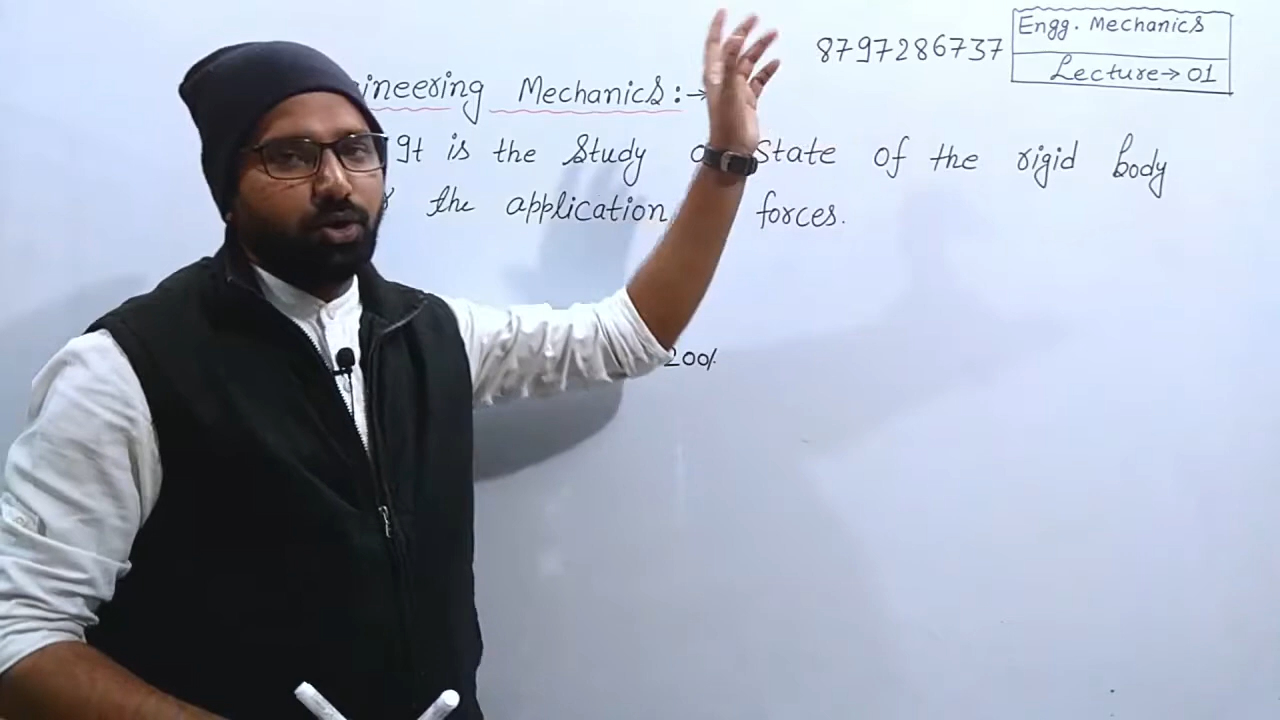 8797286737
Engg. Mechanics
Lecture→ 01
ineering Mechanics:→
It is the Study State of the rigid body
the application forces.
200%